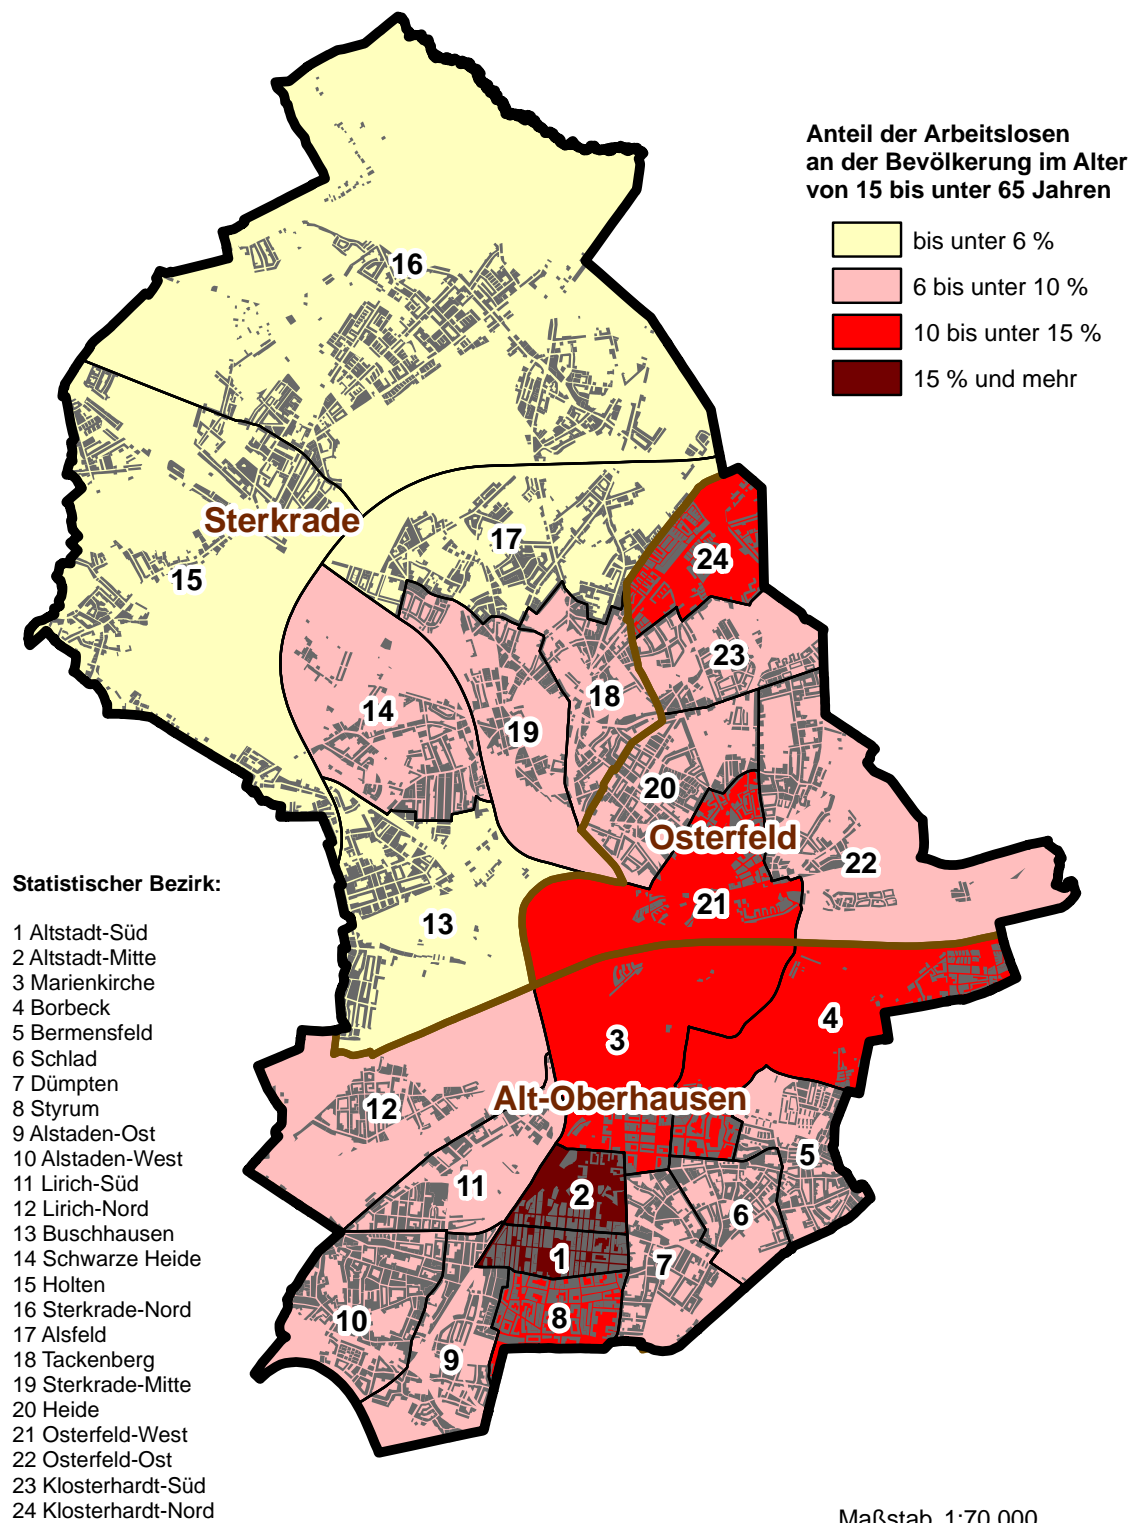 Anteil der Arbeitslosen
an der Bevölkerung im Alter
von 15 bis unter 65 Jahren
bis unter 6 %
6 bis unter 10 %
10 bis unter 15 %
15 % und mehr
16
Sterkrade
17
15
24
23
18
14
19
20
Osterfeld
22
21
13
4
3
Alt-Oberhausen
12
5
11
2
6
1
7
8
10
9
Statistischer Bezirk:
1 Altstadt-Süd
2 Altstadt-Mitte
3 Marienkirche
4 Borbeck
5 Bermensfeld
6 Schlad
7 Dümpten
8 Styrum
9 Alstaden-Ost
10 Alstaden-West
11 Lirich-Süd
12 Lirich-Nord
13 Buschhausen
14 Schwarze Heide
15 Holten
16 Sterkrade-Nord
17 Alsfeld
18 Tackenberg
19 Sterkrade-Mitte
20 Heide
21 Osterfeld-West
22 Osterfeld-Ost
23 Klosterhardt-Süd
24 Klosterhardt-Nord
Maßstab 1:70 000